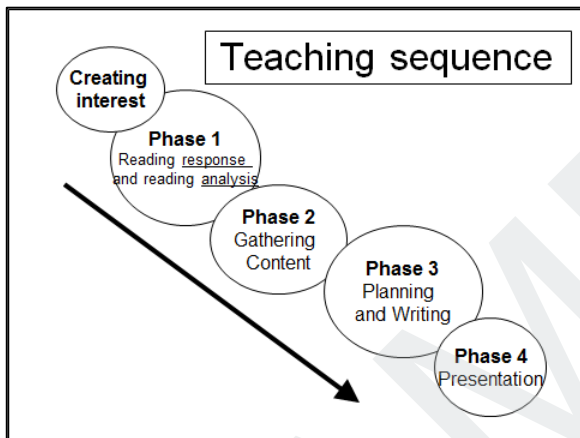 Teaching sequence
Creating
interest
Phase 1
Reading response
and reading analysis
Phase 2
Gathering
Content
Phase 3
Planning
and Writing
Phase 4
Presentation